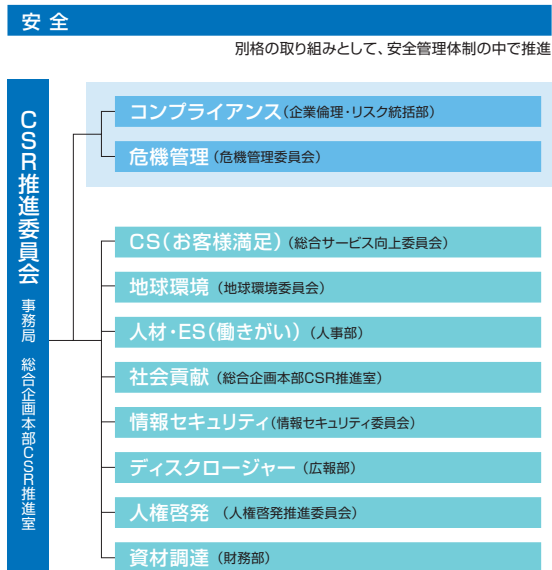 安全
別格の取り組みとして、安全管理体制の中で推進
CSR推進委員会 事務局 総合企画本部CSR推進室
コンプライアンス(企業倫理・リスク統括部)
危機管理(危機管理委員会)
CS(お客様満足)(総合サービス向上委員会)
地球環境(地球環境委員会)
人材・ES(働きがい)(人事部)
社会貢献(総合企画本部CSR推進室)
情報セキュリティ(情報セキュリティ委員会)
ディスクロージャー(広報部)
人権啓発(人権啓発推進委員会)
資材調達(財務部)